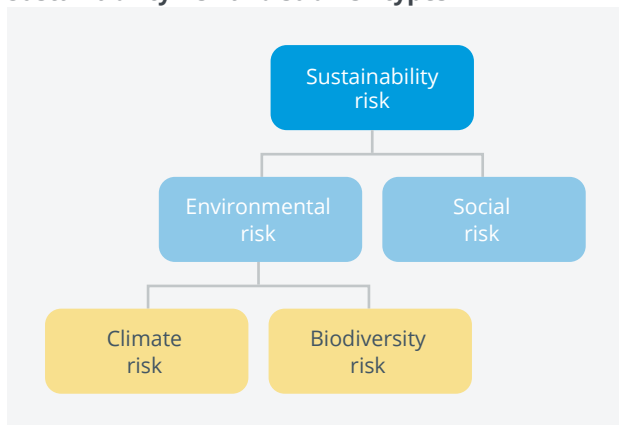 Sustainability
risk
Environmental
risk
Social
risk
Climate
risk
Biodiversity
risk